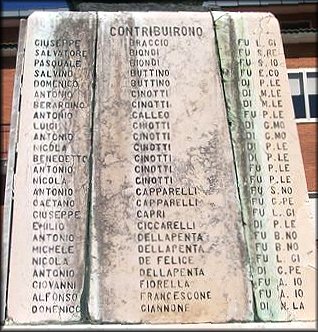 CONTRIBUIRONO
GIUSEPPE BRACCIO FU L. GI
SALVATORE BIONDI FU S. RE
PASQUALE BIONDI FU S. IO
SALVINO BUTTINO FU E. CO
DOMENICO BUTTINO DI P. LE
ANTONIO CINOTTI DI M. LE
BERARDINO CINOTTI DI M. LE
ANTONIO CALLEO FU P. LE
LUIGI CINOTTI DI G. MO
ANTONIO CINOTTI DI G. MO
NICOLA CINOTTI DI P. LE
BENEDETTO CINOTTI DI P. LE
ANTONIO CINOTTI DI P. LE
NICOLA CINOTTI FU P. LE
ANTONIO CAPPARELLI FU S. NO
GAETANO CAPPARELLI FU G. PE
GIUSEPPE CAPRI FU L. GI
EMILIO CICCARELLI DI P. LE
ANTONIO DELLAPENTA FU B. NO
MICHELE DELLAPENTA FU B. NO
NICOLA DE FELICE FU L. GI
ANTONIO DELLAPENTA DI G. PE
GIOVANNI FIORELLA FU A. IO
ALFONSO FRANCESCONE FU A. IO
DOMENICO GIANNONE N. LA